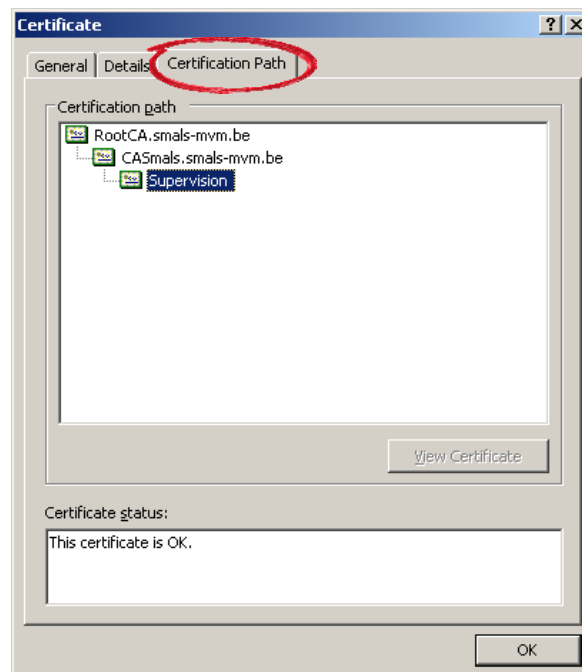 Certificate
General Details Certification Path
Certification path
RootCA.smals-mvm.be
CASmals.smals-mvm.be
Supervision
View Certificate
Certificate status:
This certificate is OK.
OK